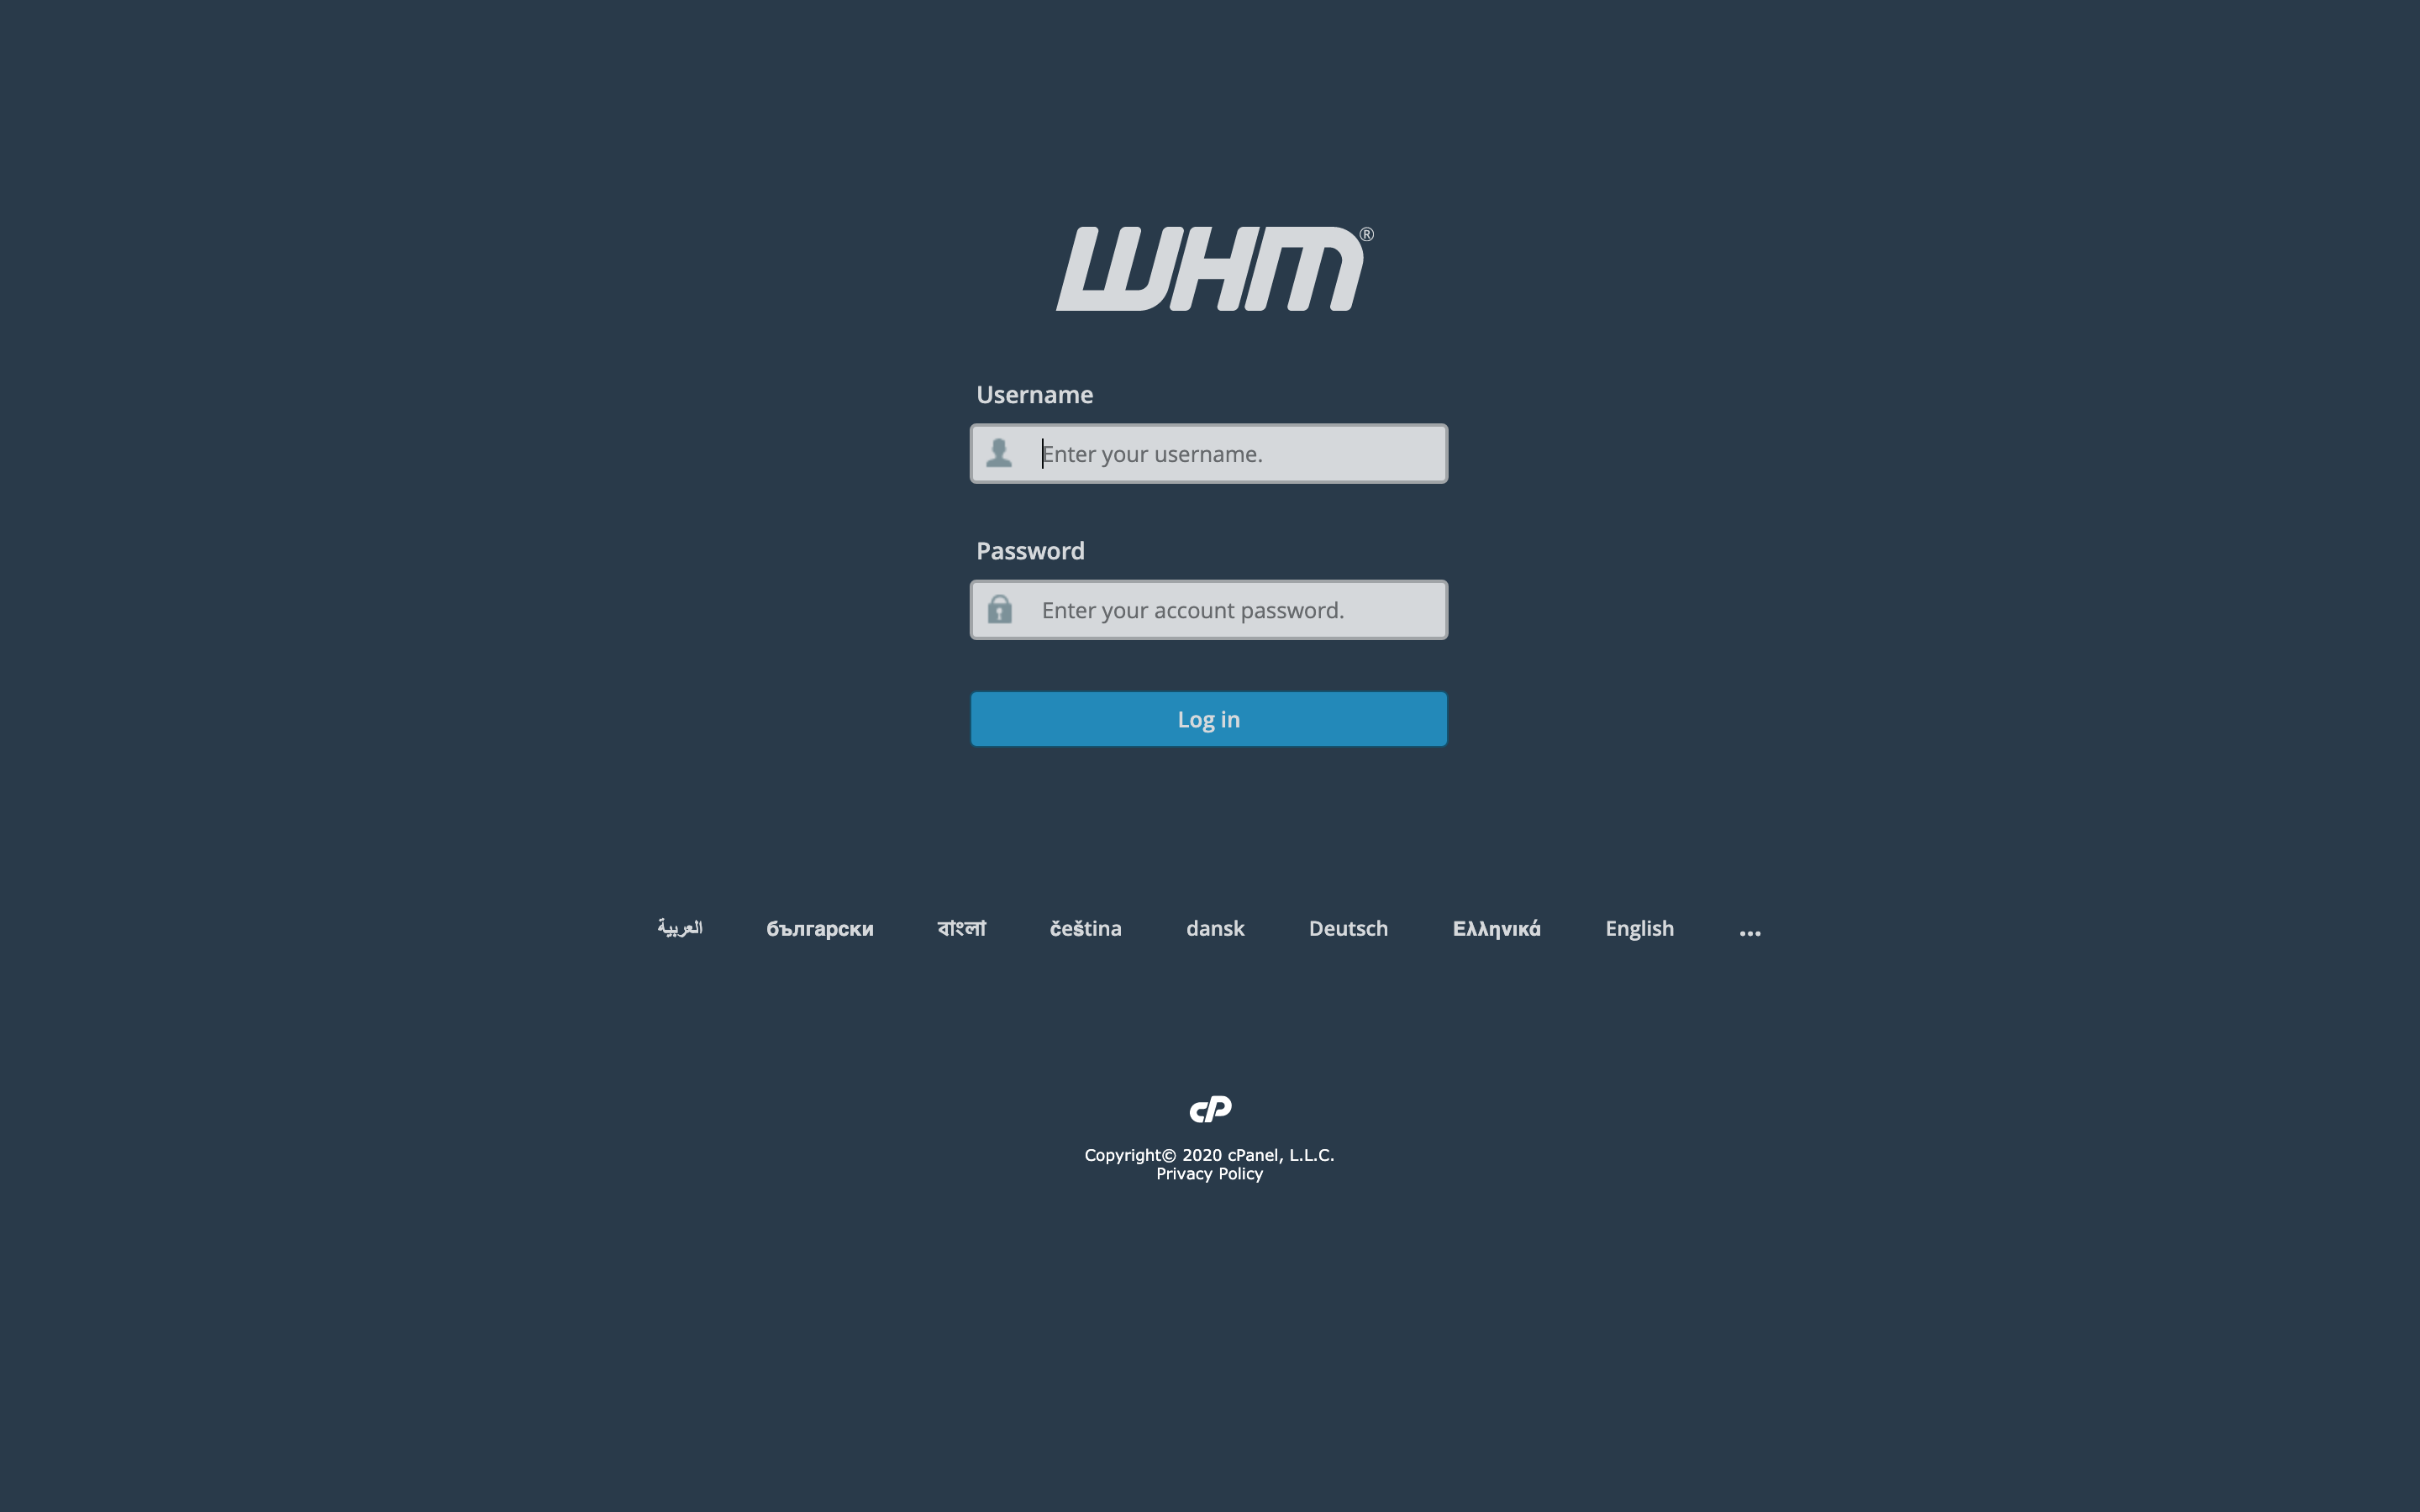 WHM®
Username
Enter your username.
Password
Enter your account password.
Log in
العربية български বাংলা čeština dansk Deutsch Ελληνικά English ...
cP
Copyright© 2020 cPanel, L.L.C.
Privacy Policy